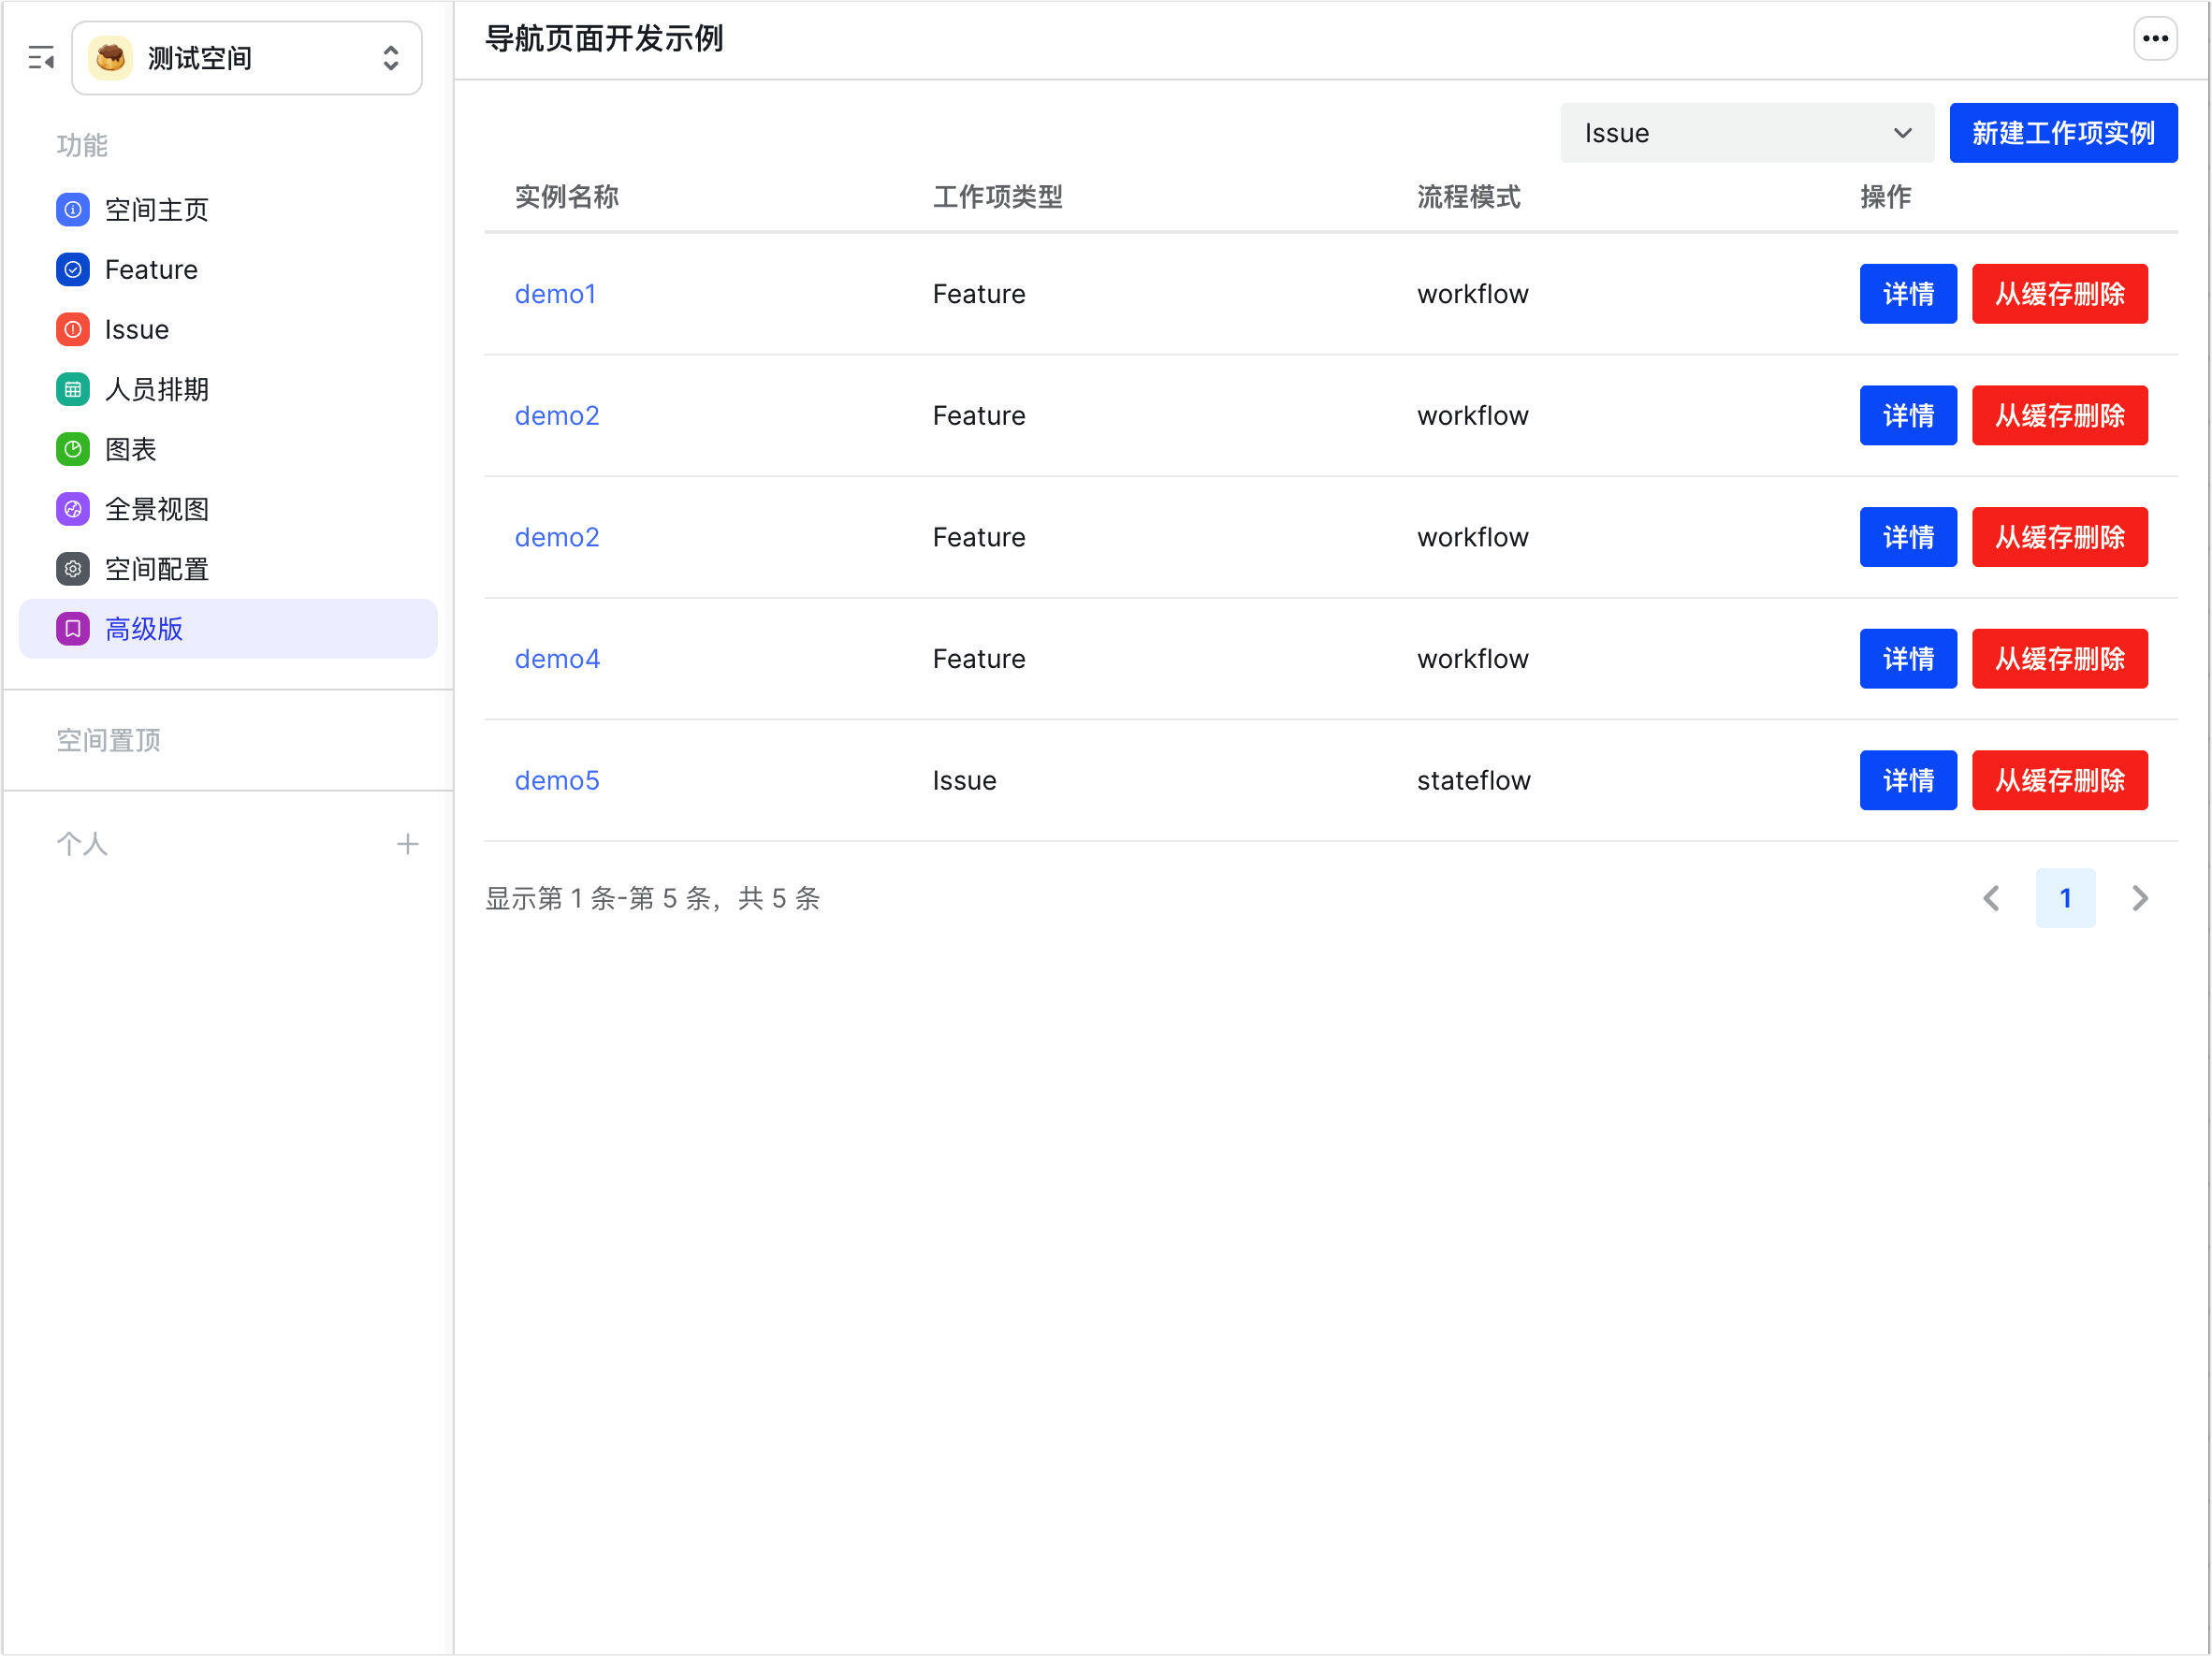 测试空间
功能
空间主页
Feature
Issue
人员排期
图表
全景视图
空间配置
高级版
空间置顶
个人
导航页面开发示例
Issue 新建工作项实例
实例名称 工作项类型 流程模式 操作
demo1 Feature workflow 详情 从缓存删除
demo2 Feature workflow 详情 从缓存删除
demo2 Feature workflow 详情 从缓存删除
demo4 Feature workflow 详情 从缓存删除
demo5 Issue stateflow 详情 从缓存删除
显示第 1 条-第 5 条，共 5 条 1